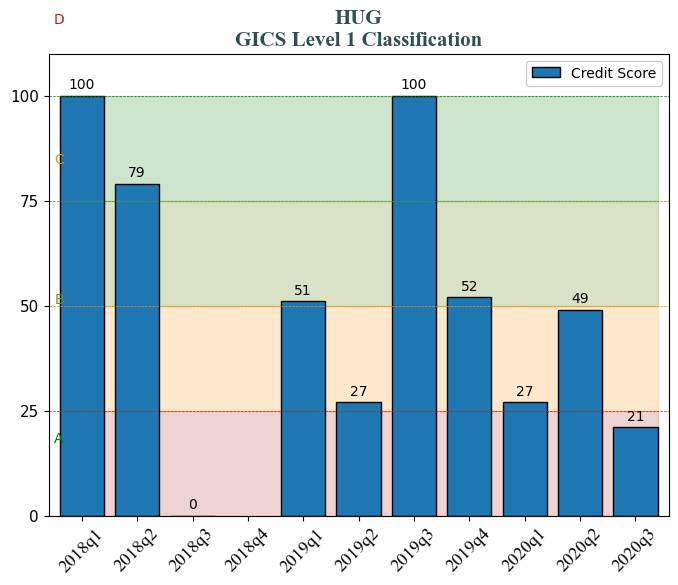 D
HUG
GICS Level 1 Classification
Credit Score
100
75
50
25
0
C
B
A
100
79
0
51
27
100
52
27
49
21
2018q1
2018q2
2018q3
2018q4
2019q1
2019q2
2019q3
2019q4
2020q1
2020q2
2020q3